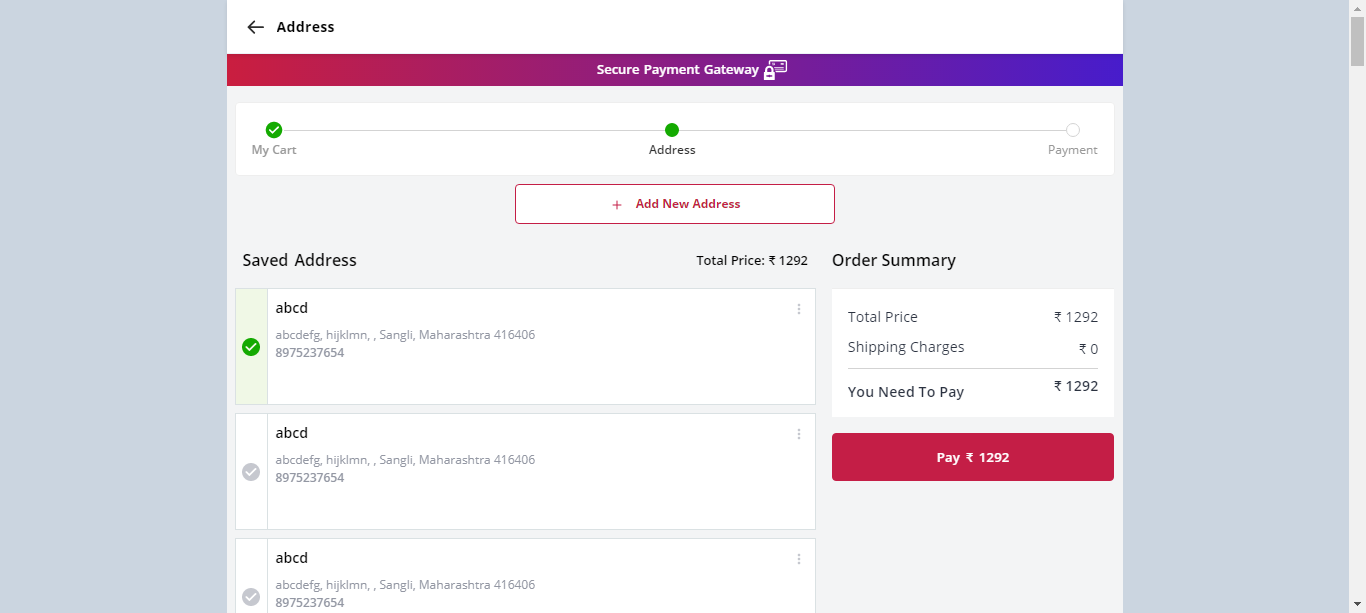 Address
Secure Payment Gateway
My Cart
Address
Payment
+ Add New Address
Saved Address
Total Price: ₹ 1292
abcd
abcdefg, hijklmn, , Sangli, Maharashtra 416406
8975237654
abcd
abcdefg, hijklmn, , Sangli, Maharashtra 416406
8975237654
abcd
abcdefg, hijklmn, , Sangli, Maharashtra 416406
8975237654
Order Summary
Total Price ₹ 1292
Shipping Charges ₹ 0
You Need To Pay ₹ 1292
Pay ₹ 1292